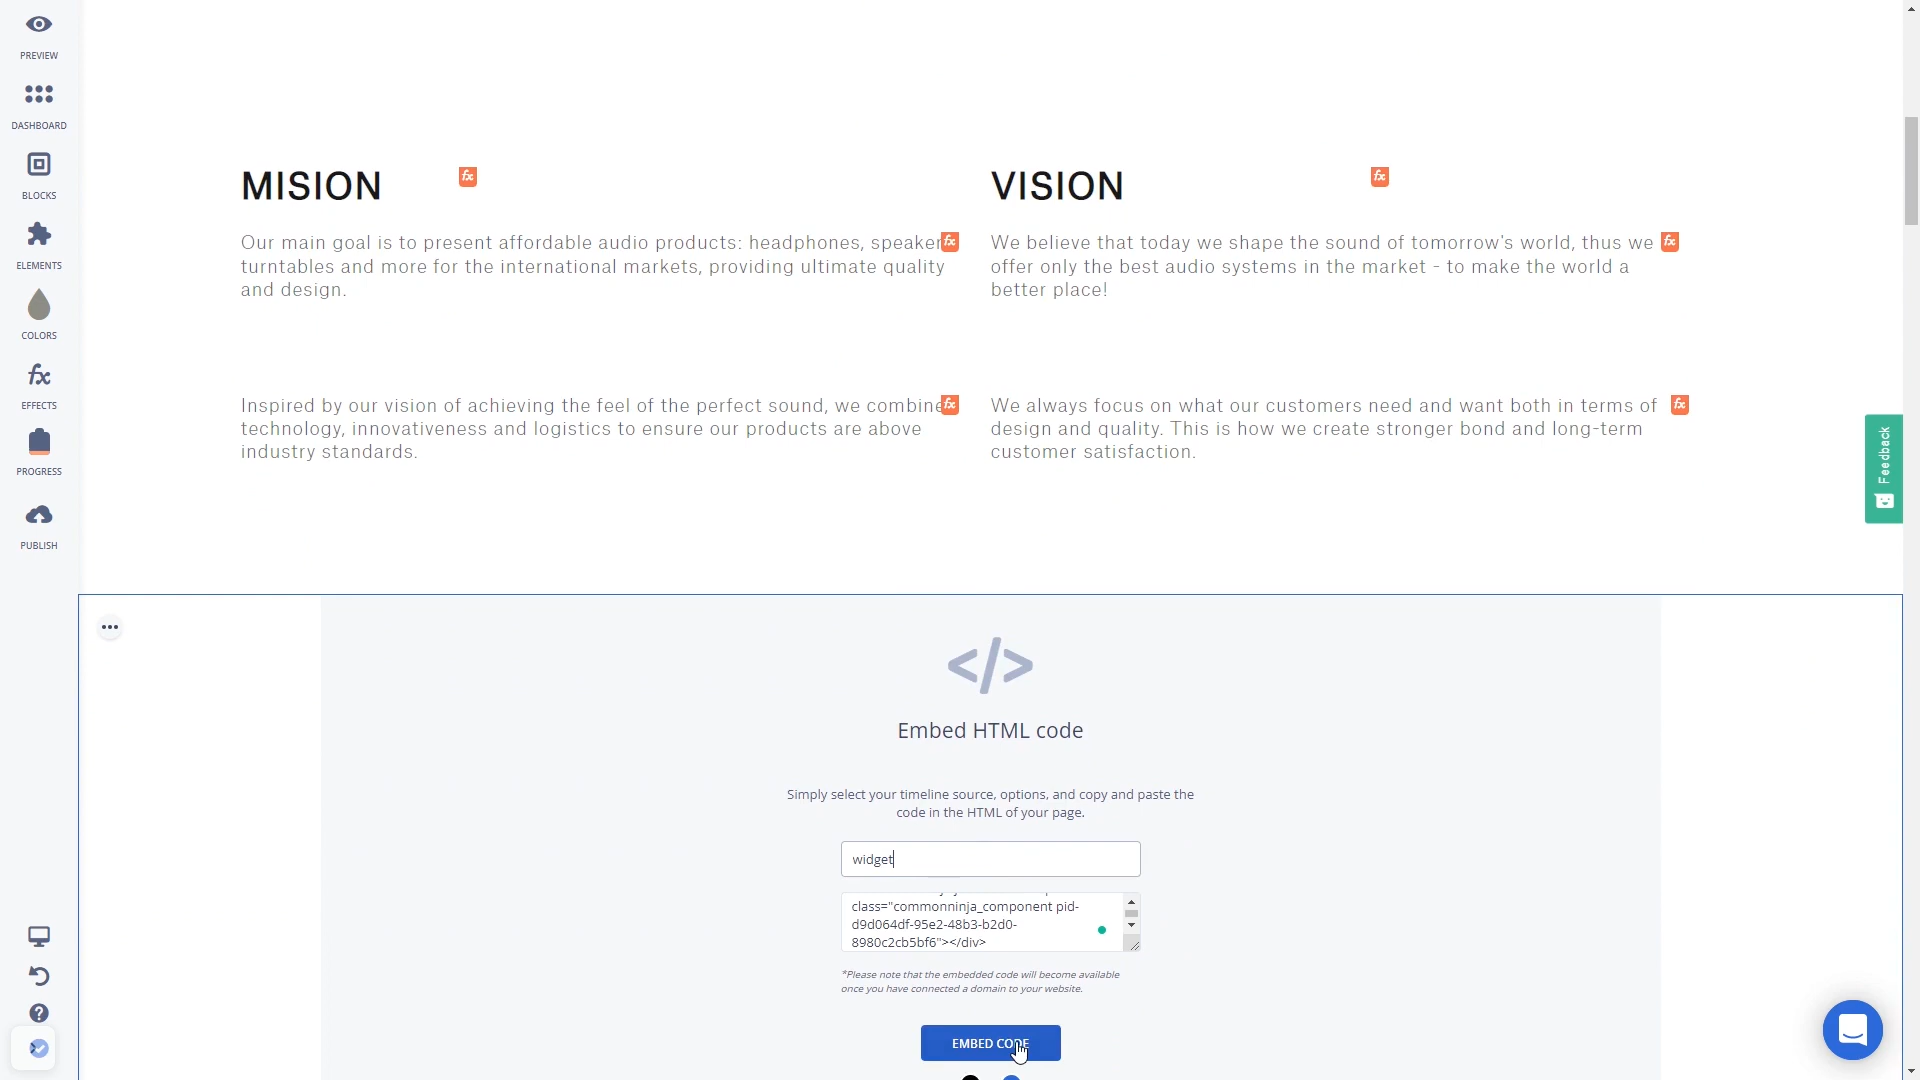 PREVIEW
DASHBOARD
BLOCKS
ELEMENTS
COLORS
fx
EFFECTS
PROGRESS
PUBLISH
MISION
fx
Our main goal is to present affordable audio products: headphones, speaker
fx
turntables and more for the international markets, providing ultimate quality
and design.
VISION
fx
We believe that today we shape the sound of tomorrow's world, thus we
fx
offer only the best audio systems in the market - to make the world a
better place!
Inspired by our vision of achieving the feel of the perfect sound, we combine
fx
technology, innovativeness and logistics to ensure our products are above
industry standards.
We always focus on what our customers need and want both in terms of
fx
design and quality. This is how we create stronger bond and long-term
customer satisfaction.
Feedback
</>
Embed HTML code
Simply select your timeline source, options, and copy and paste the
code in the HTML of your page.
widget
class="commonninja_component pid-
d9d064df-95e2-48b3-b2d0-
8980c2cb5bf6"></div>
*Please note that the embedded code will become available
once you have connected a domain to your website.
EMBED CODE